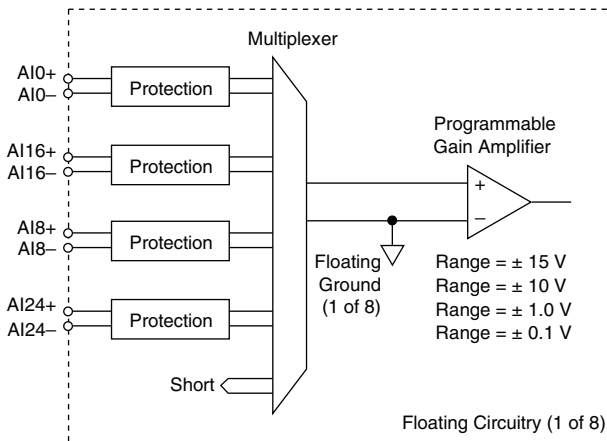 Multiplexer
AI0+
AI0–
Protection
AI16+
AI16–
Protection
AI8+
AI8–
Protection
AI24+
AI24–
Protection
Short
Programmable
Gain Amplifier
+
–
Floating
Ground
(1 of 8)
Range = ± 15 V
Range = ± 10 V
Range = ± 1.0 V
Range = ± 0.1 V
Floating Circuitry (1 of 8)